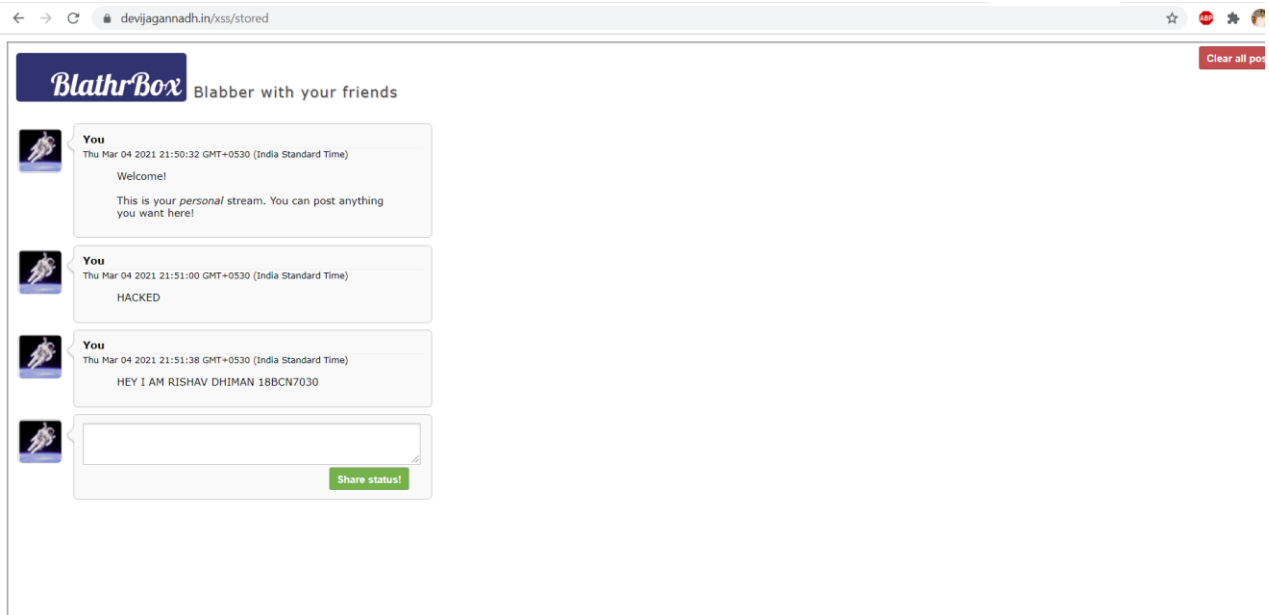 devijagannadh.in/xss/stored
ABP
Clear all pos
BlathrBox Blabber with your friends
You
Thu Mar 04 2021 21:50:32 GMT+0530 (India Standard Time)
Welcome!
This is your personal stream. You can post anything
you want here!
You
Thu Mar 04 2021 21:51:00 GMT+0530 (India Standard Time)
HACKED
You
Thu Mar 04 2021 21:51:38 GMT+0530 (India Standard Time)
HEY I AM RISHAV DHIMAN 18BCN7030
Share status!